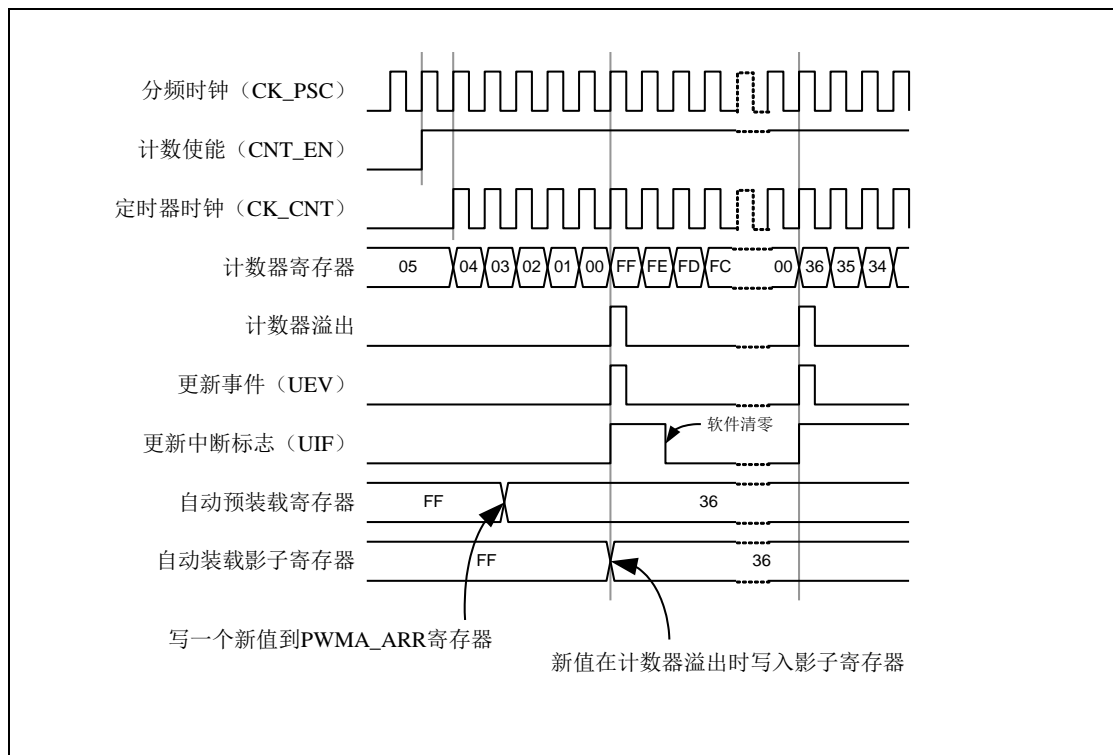 分频时钟（CK_PSC）
计数使能（CNT_EN）
定时器时钟（CK_CNT）
计数器寄存器 05 04 03 02 01 00 FF FE FD FC 00 36 35 34
计数器溢出
更新事件（UEV）
软件清零
更新中断标志（UIF）
自动预装载寄存器 FF 36
自动装载影子寄存器 FF 36
写一个新值到PWMA_ARR寄存器
新值在计数器溢出时写入影子寄存器